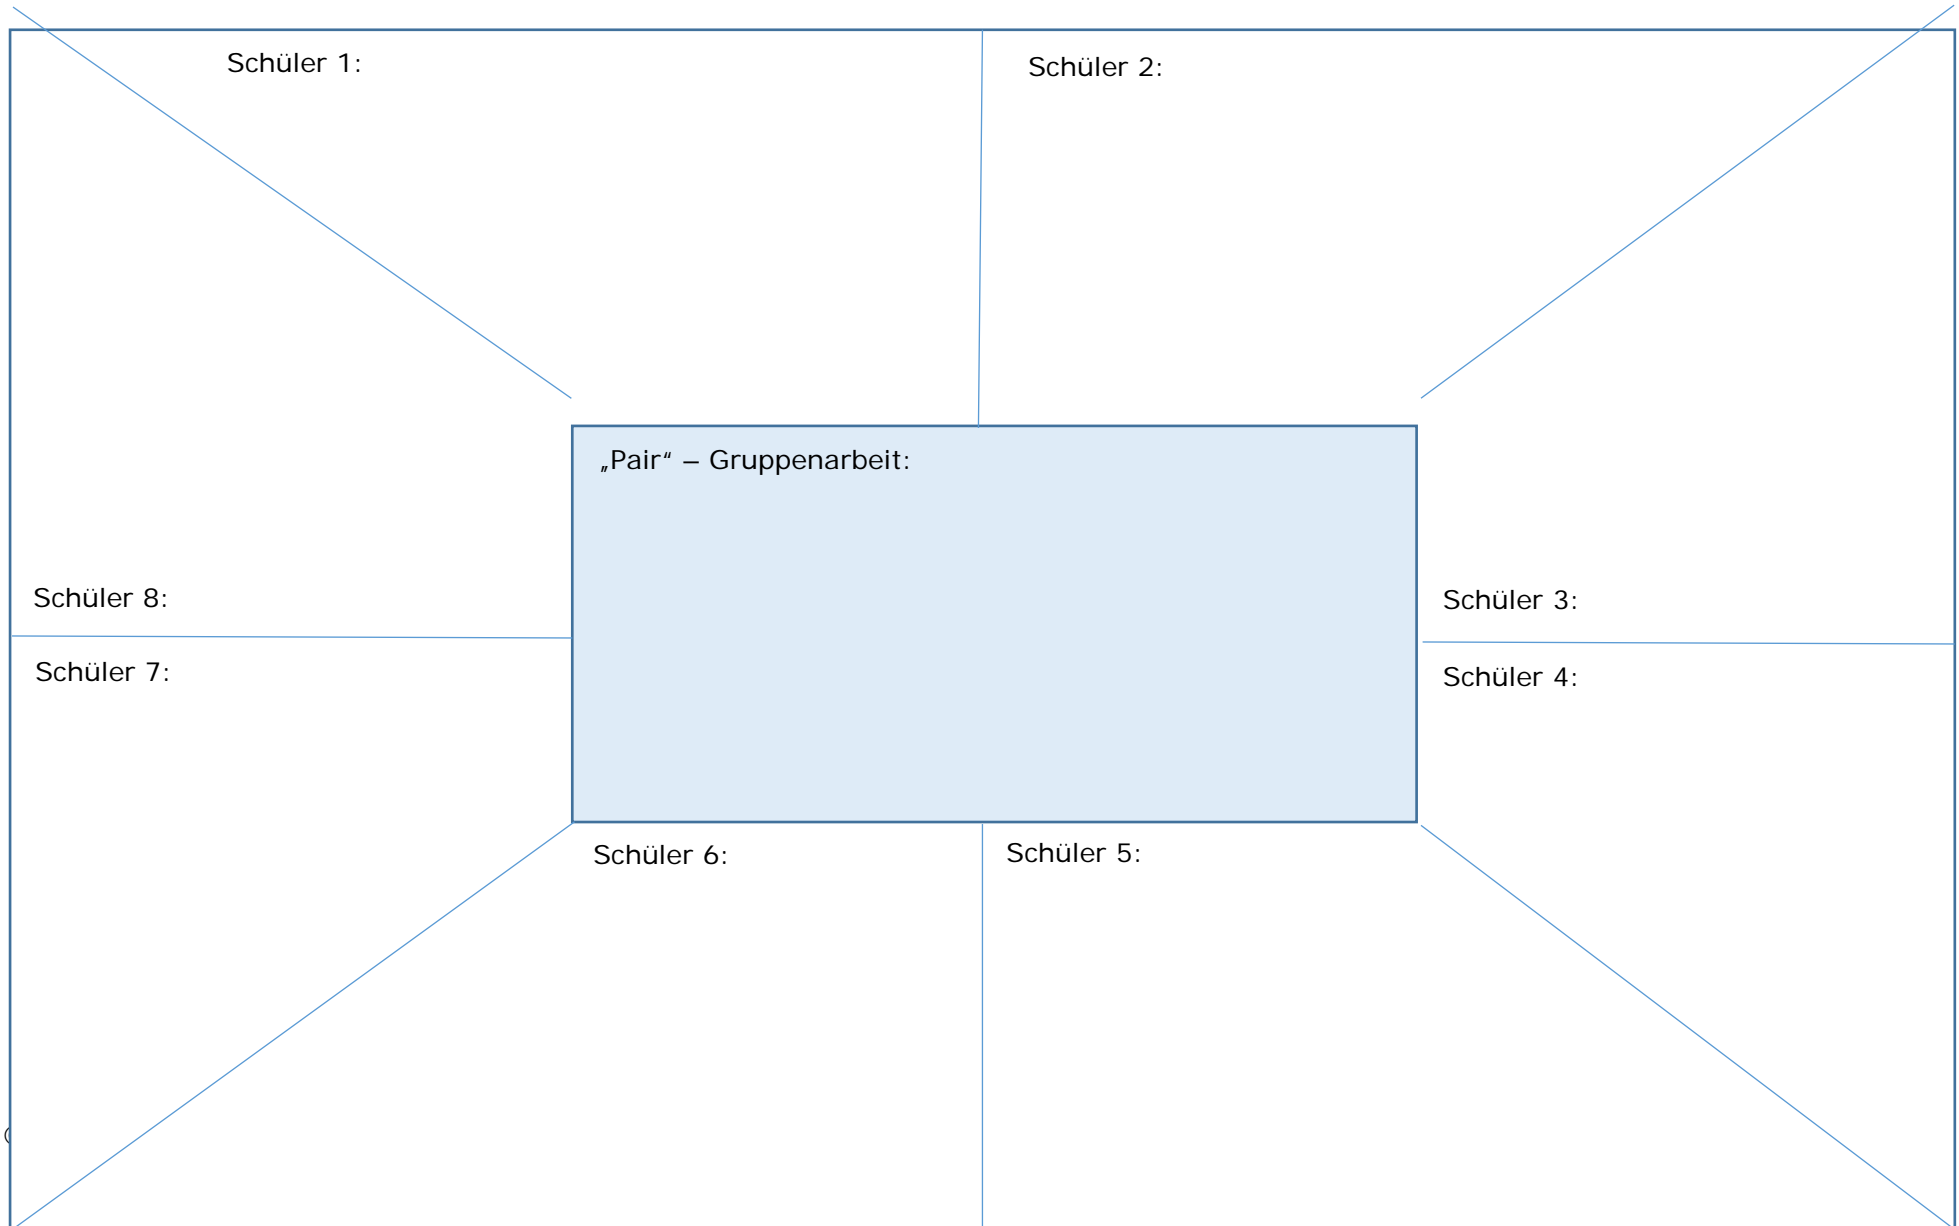 Schüler 1:
Schüler 2:
„Pair“ – Gruppenarbeit:
Schüler 8:
Schüler 3:
Schüler 7:
Schüler 4:
Schüler 6:
Schüler 5: